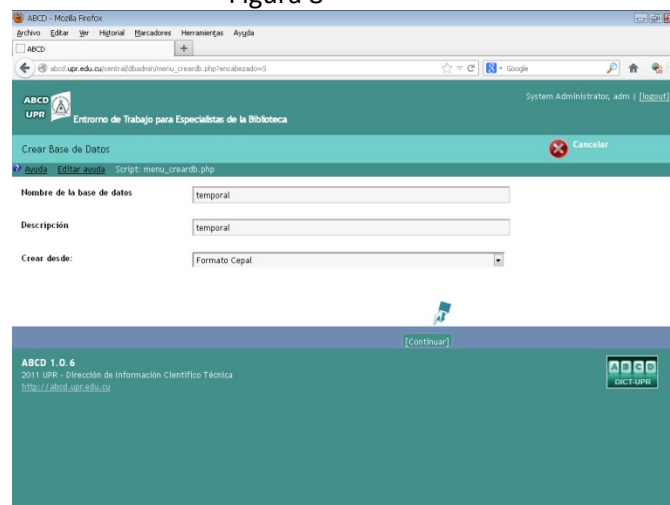 Figura 8
ABCD - Mozilla Firefox
Archivo Editar Ver Historial Marcadores Herramientas Ayuda
ABCD
abcd.upr.edu.cu/central/dbadmin/menu_creardb.php?encabezado=S
Google
ABCD
UPR
System Administrator, adm | [logout]
Entrorno de Trabajo para Especialistas de la Biblioteca
Crear Base de Datos
Cancelar
Ayuda Editar ayuda Script: menu_creardb.php
Nombre de la base de datos temporal
Descripción temporal
Crear desde: Formato Cepal
[Continuar]
ABCD 1.0.6
2011 UPR - Dirección de Información Científico Técnica
http://abcd.upr.edu.cu
ABCD
DICT-UPR